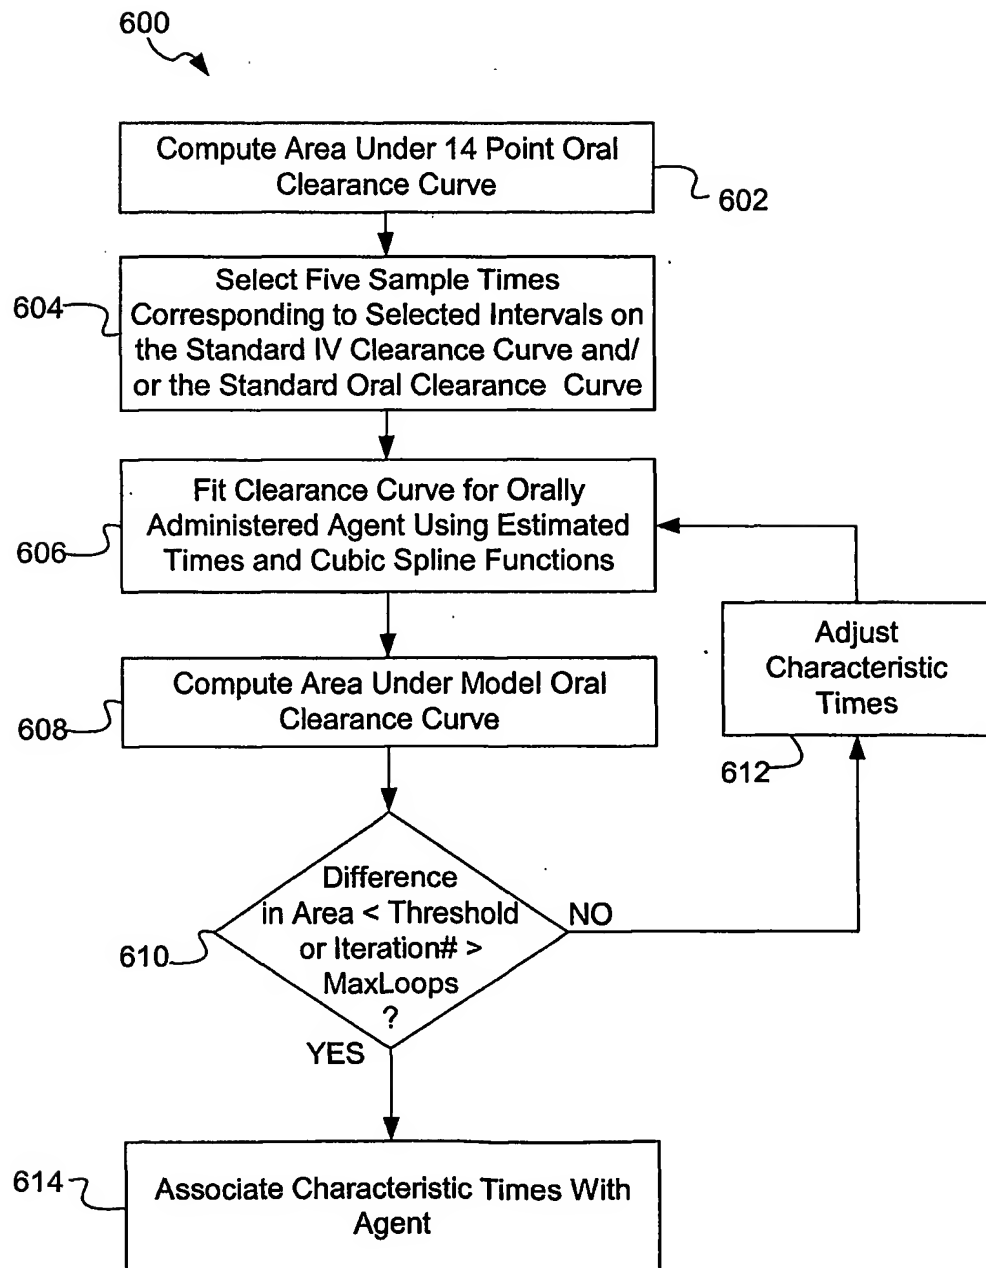 600
Compute Area Under 14 Point Oral
Clearance Curve
602
Select Five Sample Times
604
Corresponding to Selected Intervals on
the Standard IV Clearance Curve and/
or the Standard Oral Clearance Curve
Fit Clearance Curve for Orally
Administered Agent Using Estimated
606
Times and Cubic Spline Functions
Adjust
Characteristic
Times
612
Compute Area Under Model Oral
608
Clearance Curve
Difference
in Area < Threshold
NO
or Iteration# >
610
MaxLoops
?
YES
614
Associate Characteristic Times With
Agent